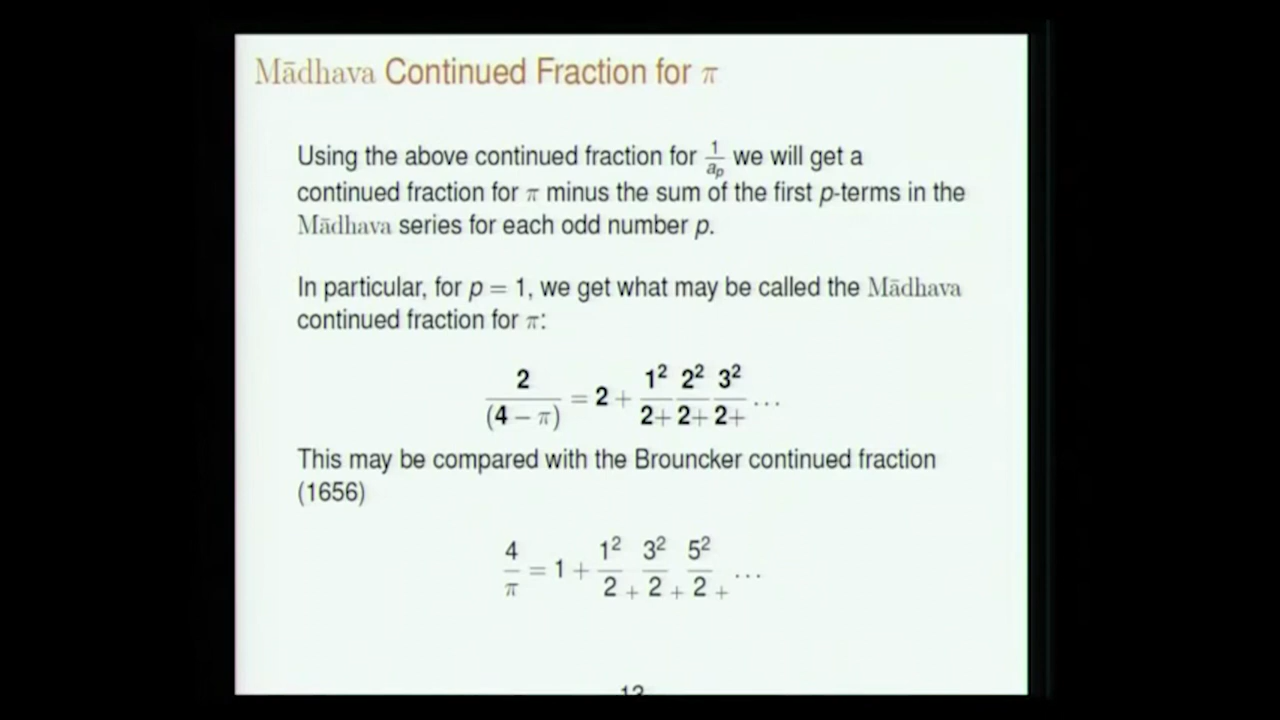 Mādhava Continued Fraction for π
Using the above continued fraction for 1/aₚ we will get a
continued fraction for π minus the sum of the first p-terms in the
Mādhava series for each odd number p.
In particular, for p = 1, we get what may be called the Mādhava
continued fraction for π:
2/(4 − π) = 2 + 1²/2+ 2²/2+ 3²/2+ ...
This may be compared with the Brouncker continued fraction
(1656)
4/π = 1 + 1²/2 + 3²/2 + 5²/2 + ...